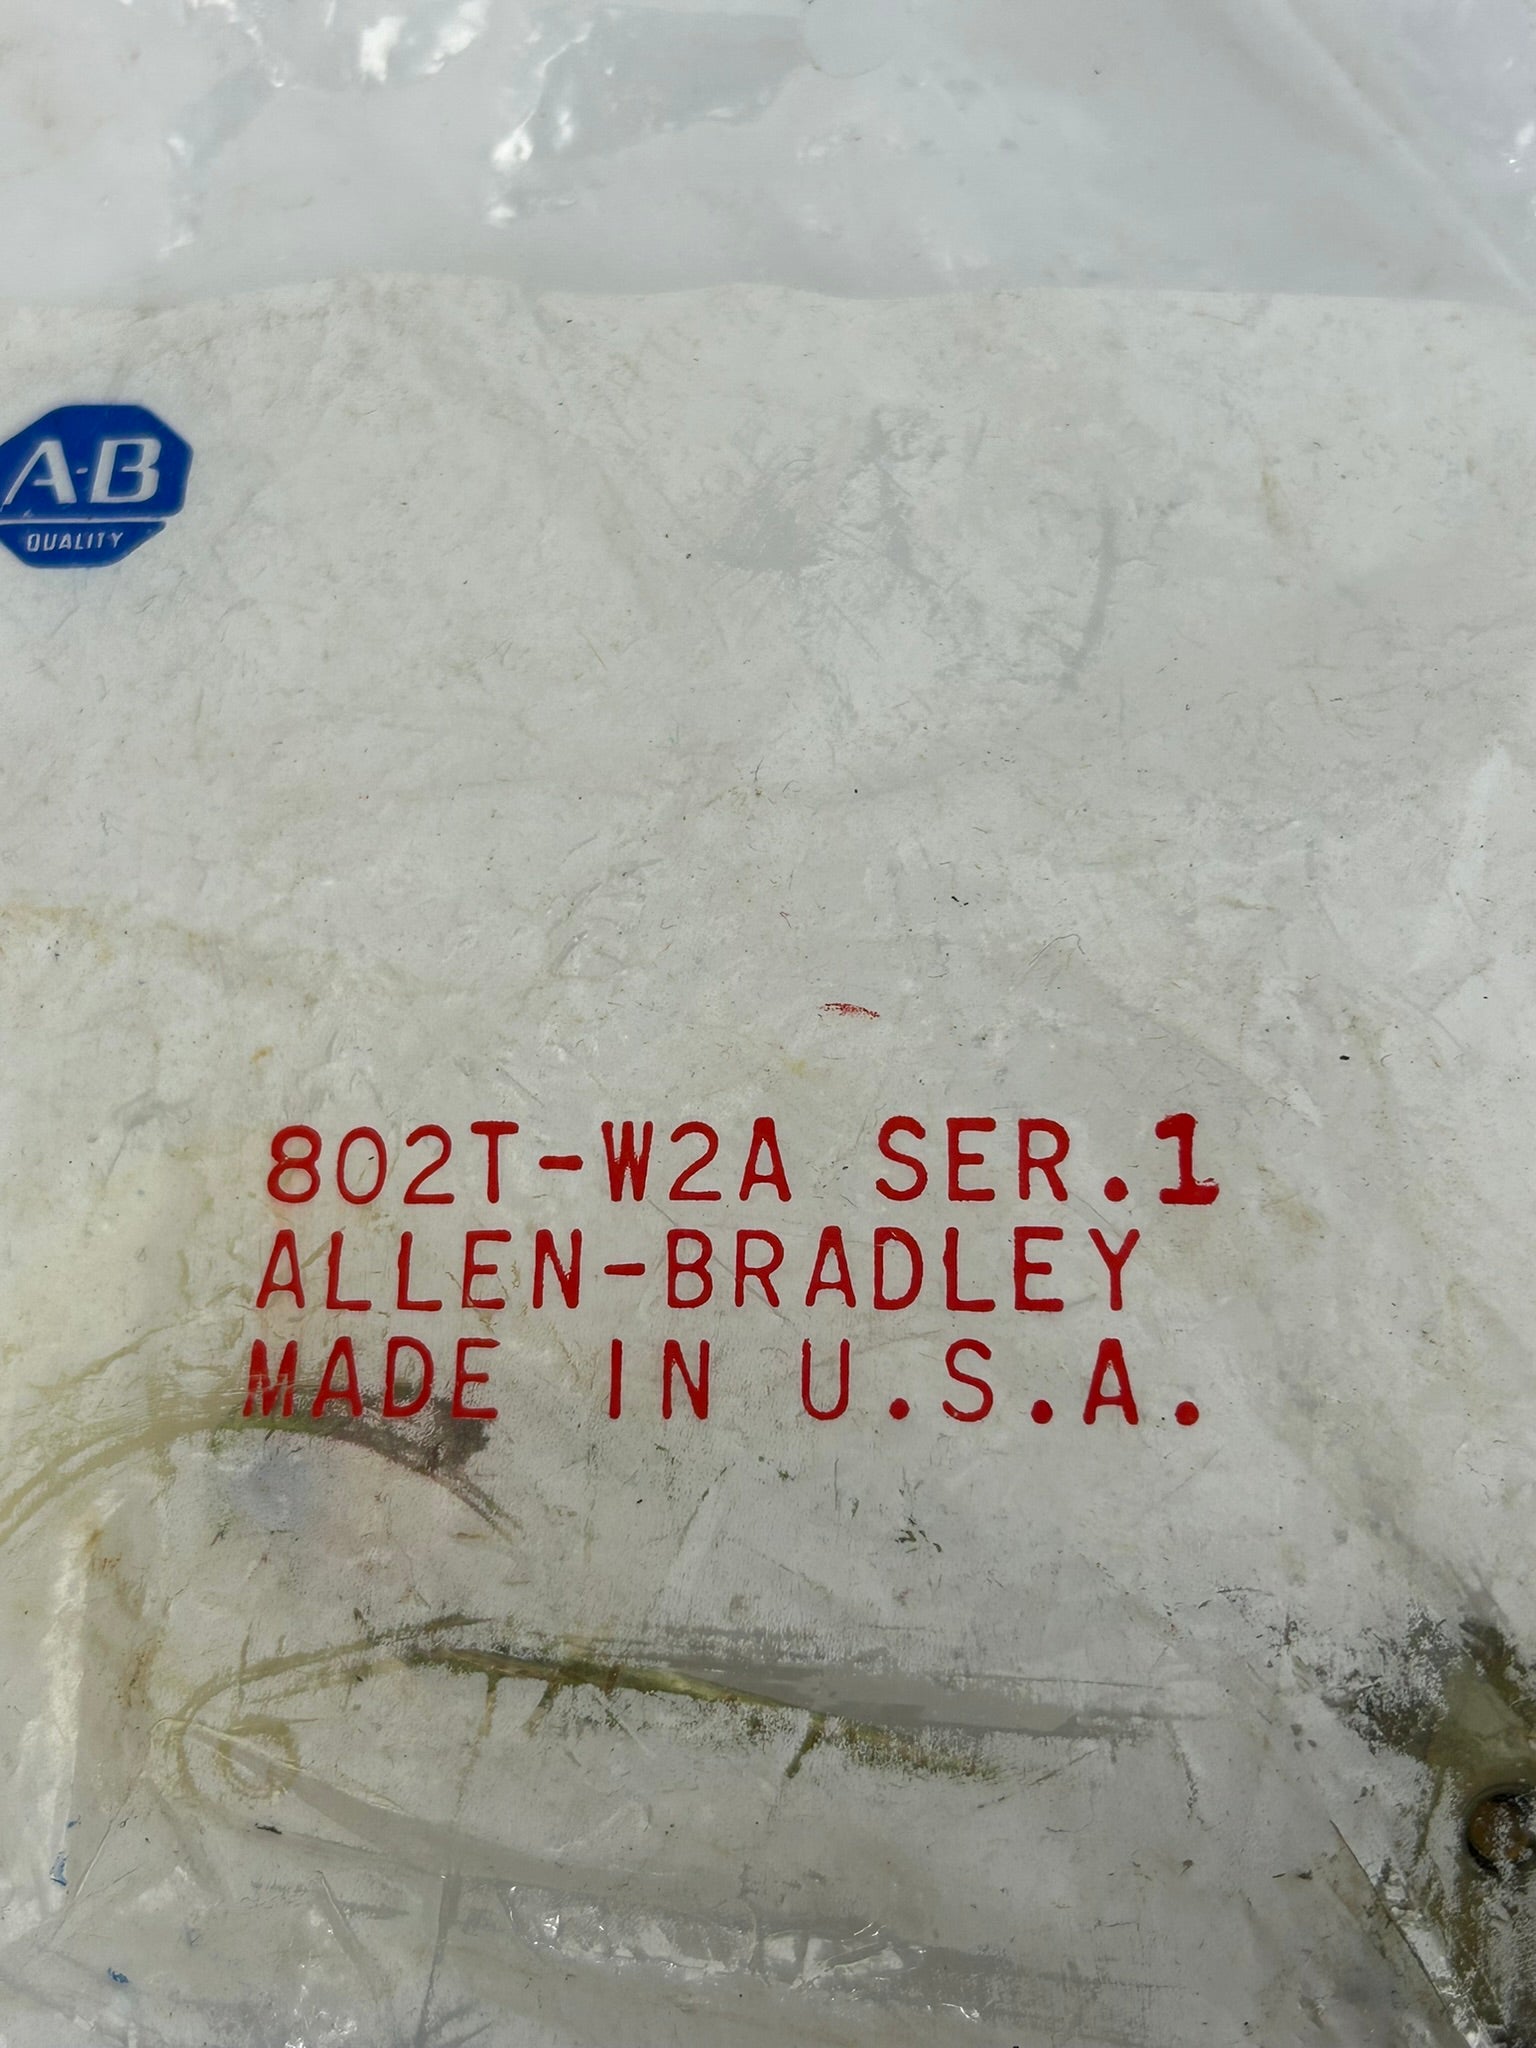 A-B
QUALITY
802T-W2A SER.1
ALLEN-BRADLEY
MADE IN U.S.A.